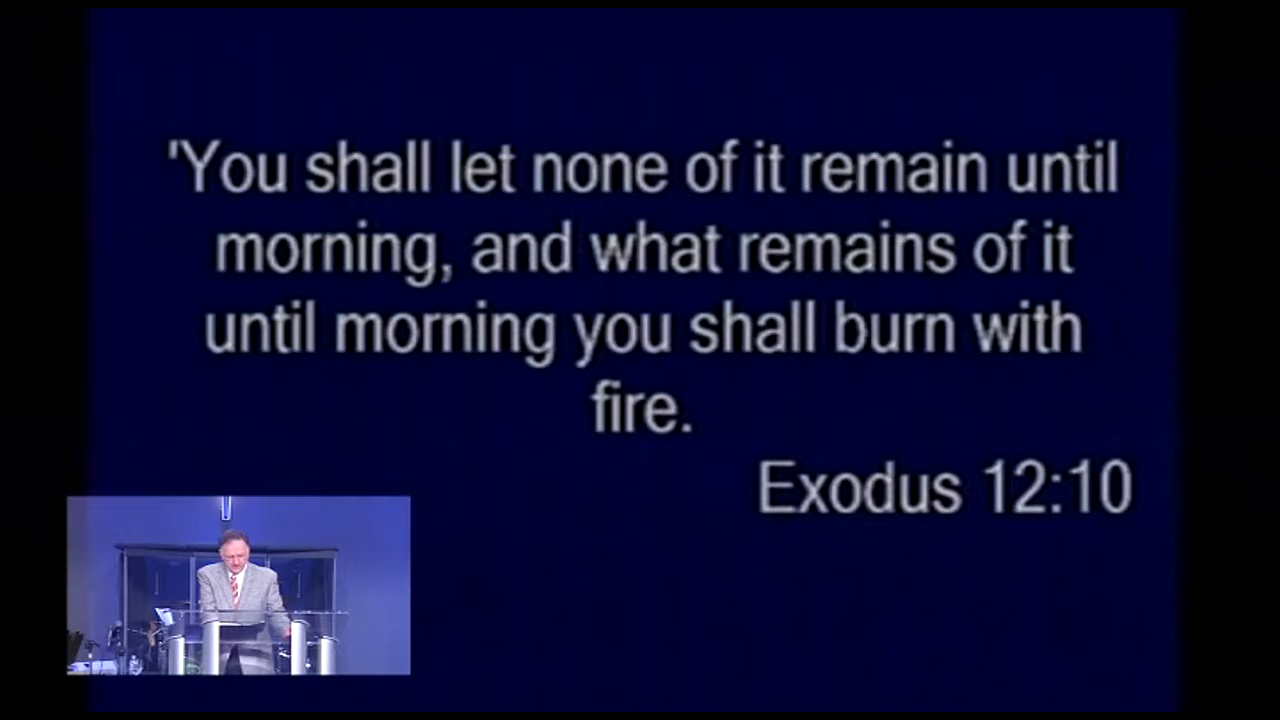 'You shall let none of it remain until
morning, and what remains of it
until morning you shall burn with
fire.
Exodus 12:10